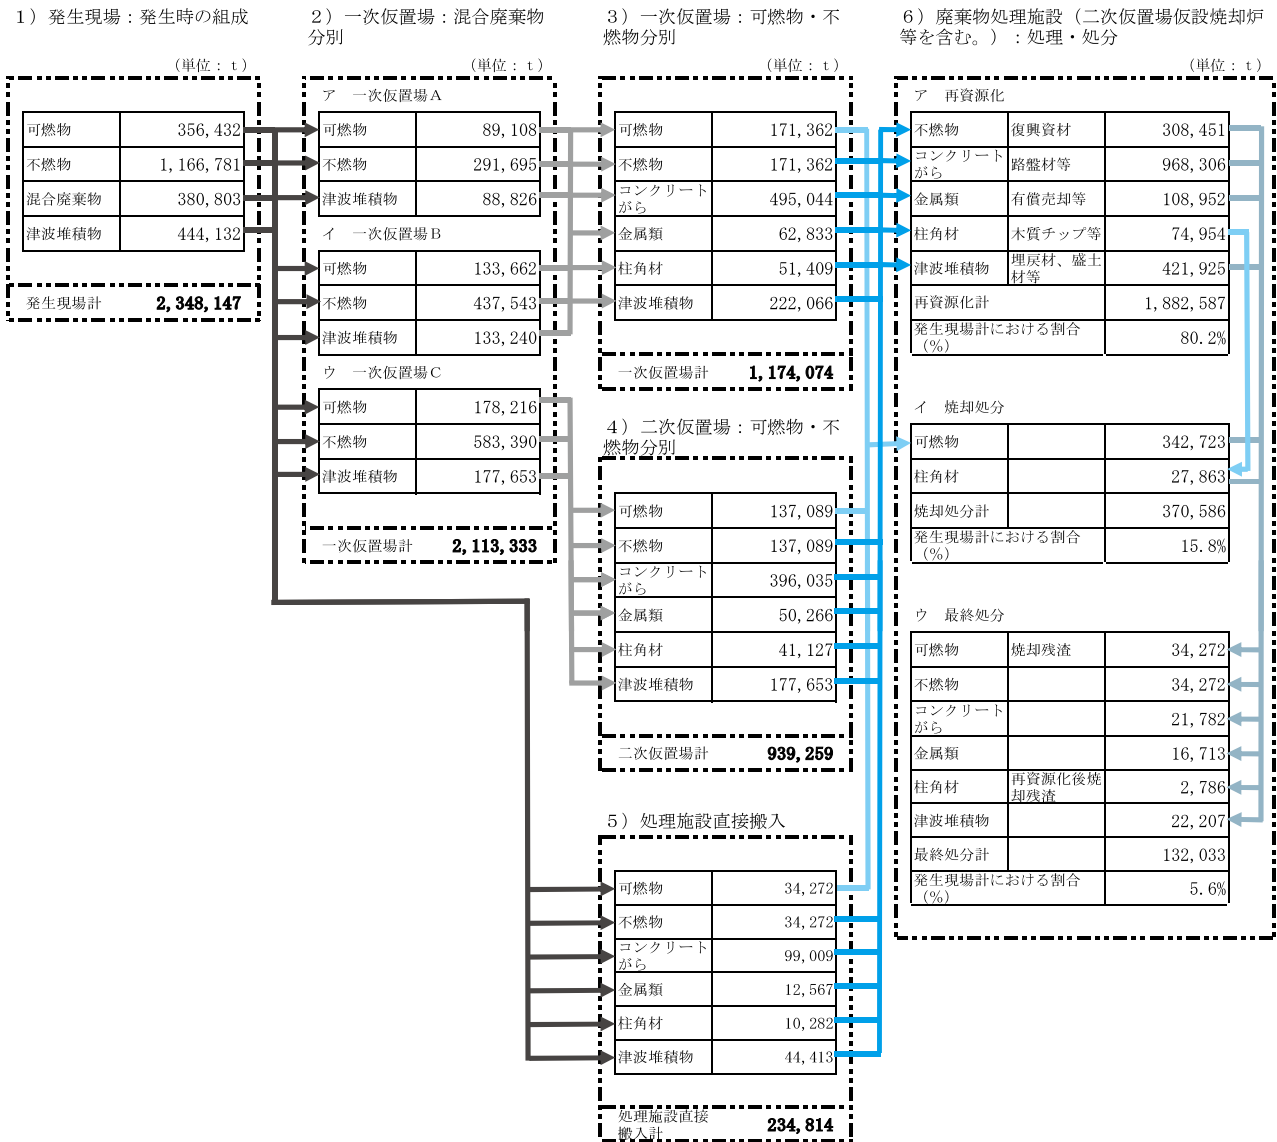 １）発生現場：発生時の組成
（単位：ｔ）
可燃物 356,432
不燃物 1,166,781
混合廃棄物 380,803
津波堆積物 444,132
発生現場計 2,348,147
２）一次仮置場：混合廃棄物
分別
（単位：ｔ）
ア　一次仮置場Ａ
可燃物 89,108
不燃物 291,695
津波堆積物 88,826
イ　一次仮置場Ｂ
可燃物 133,662
不燃物 437,543
津波堆積物 133,240
ウ　一次仮置場Ｃ
可燃物 178,216
不燃物 583,390
津波堆積物 177,653
一次仮置場計 2,113,333
３）一次仮置場：可燃物・不
燃物分別
（単位：ｔ）
可燃物 171,362
不燃物 171,362
コンクリート
がら 495,044
金属類 62,833
柱角材 51,409
津波堆積物 222,066
一次仮置場計 1,174,074
４）二次仮置場：可燃物・不
燃物分別
可燃物 137,089
不燃物 137,089
コンクリート
がら 396,035
金属類 50,266
柱角材 41,127
津波堆積物 177,653
二次仮置場計 939,259
５）処理施設直接搬入
可燃物 34,272
不燃物 34,272
コンクリート
がら 99,009
金属類 12,567
柱角材 10,282
津波堆積物 44,413
処理施設直接
搬入計 234,814
６）廃棄物処理施設（二次仮置場仮設焼却炉
等を含む。）：処理・処分
（単位：ｔ）
ア　再資源化
不燃物 復興資材 308,451
コンクリート
がら 路盤材等 968,306
金属類 有償売却等 108,952
柱角材 木質チップ等 74,954
津波堆積物 埋戻材、盛土
材等 421,925
再資源化計 1,882,587
発生現場計における割合
（%） 80.2%
イ　焼却処分
可燃物 342,723
柱角材 27,863
焼却処分計 370,586
発生現場計における割合
（%） 15.8%
ウ　最終処分
可燃物 焼却残渣 34,272
不燃物 34,272
コンクリート
がら 21,782
金属類 16,713
柱角材 再資源化後焼
却残渣 2,786
津波堆積物 22,207
最終処分計 132,033
発生現場計における割合
（%） 5.6%